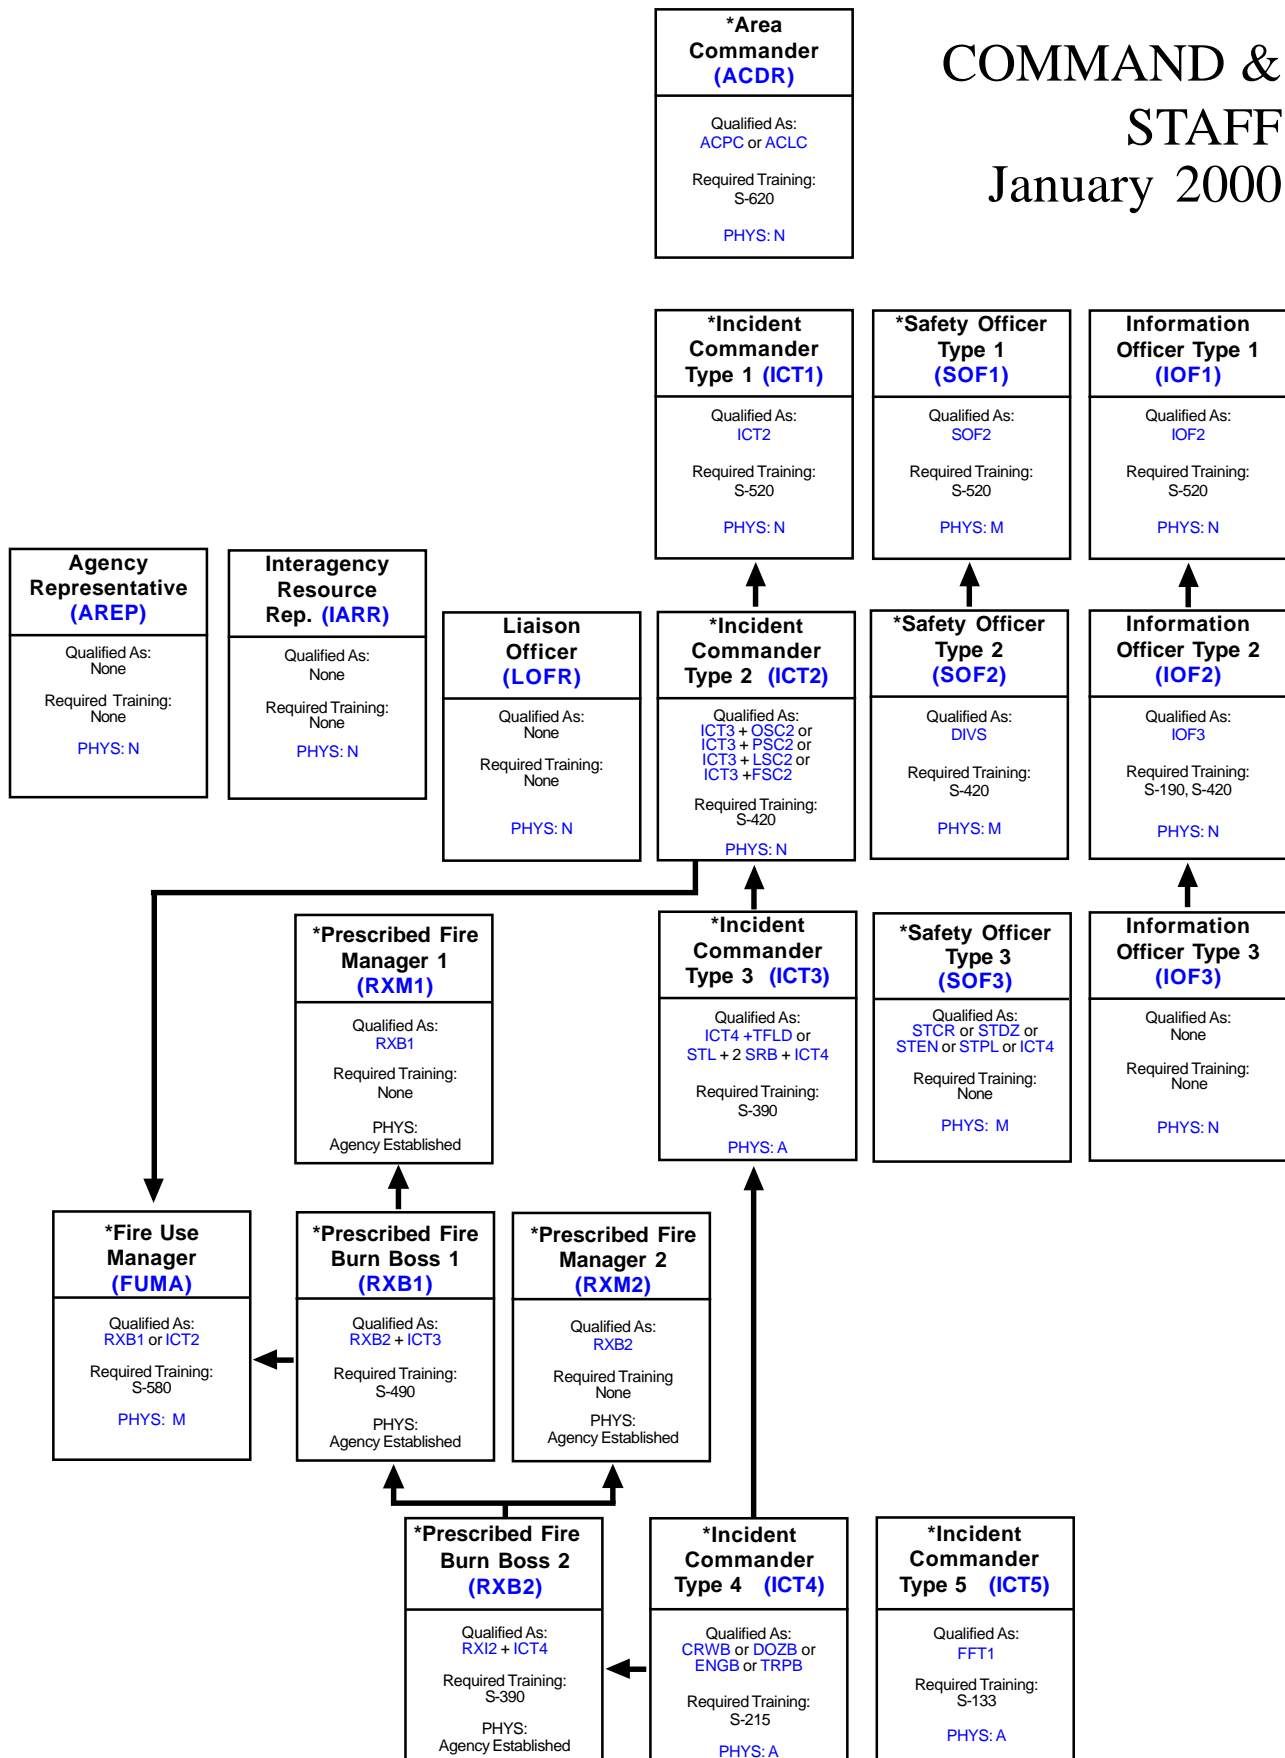 *Area
Commander
(ACDR)
Qualified As:
ACPC or ACLC
Required Training:
S-620
PHYS: N
COMMAND &
STAFF
January 2000
*Incident
Commander
Type 1 (ICT1)
Qualified As:
ICT2
Required Training:
S-520
PHYS: N
*Safety Officer
Type 1
(SOF1)
Qualified As:
SOF2
Required Training:
S-520
PHYS: M
Information
Officer Type 1
(IOF1)
Qualified As:
IOF2
Required Training:
S-520
PHYS: N
Agency
Representative
(AREP)
Qualified As:
None
Required Training:
None
PHYS: N
Interagency
Resource
Rep. (IARR)
Qualified As:
None
Required Training:
None
PHYS: N
Liaison
Officer
(LOFR)
Qualified As:
None
Required Training:
None
PHYS: N
*Incident
Commander
Type 2 (ICT2)
Qualified As:
ICT3 + OSC2 or
ICT3 + PSC2 or
ICT3 + LSC2 or
ICT3 +FSC2
Required Training:
S-420
PHYS: N
*Safety Officer
Type 2
(SOF2)
Qualified As:
DIVS
Required Training:
S-420
PHYS: M
Information
Officer Type 2
(IOF2)
Qualified As:
IOF3
Required Training:
S-190, S-420
PHYS: N
*Prescribed Fire
Manager 1
(RXM1)
Qualified As:
RXB1
Required Training:
None
PHYS:
Agency Established
*Incident
Commander
Type 3 (ICT3)
Qualified As:
ICT4 +TFLD or
STL + 2 SRB + ICT4
Required Training:
S-390
PHYS: A
*Safety Officer
Type 3
(SOF3)
Qualified As:
STCR or STDZ or
STEN or STPL or ICT4
Required Training:
None
PHYS: M
Information
Officer Type 3
(IOF3)
Qualified As:
None
Required Training:
None
PHYS: N
*Fire Use
Manager
(FUMA)
Qualified As:
RXB1 or ICT2
Required Training:
S-580
PHYS: M
*Prescribed Fire
Burn Boss 1
(RXB1)
Qualified As:
RXB2 + ICT3
Required Training:
S-490
PHYS:
Agency Established
*Prescribed Fire
Manager 2
(RXM2)
Qualified As:
RXB2
Required Training
None
PHYS:
Agency Established
*Prescribed Fire
Burn Boss 2
(RXB2)
Qualified As:
RXI2 + ICT4
Required Training:
S-390
PHYS:
Agency Established
*Incident
Commander
Type 4 (ICT4)
Qualified As:
CRWB or DOZB or
ENGB or TRPB
Required Training:
S-215
PHYS: A
*Incident
Commander
Type 5 (ICT5)
Qualified As:
FFT1
Required Training:
S-133
PHYS: A